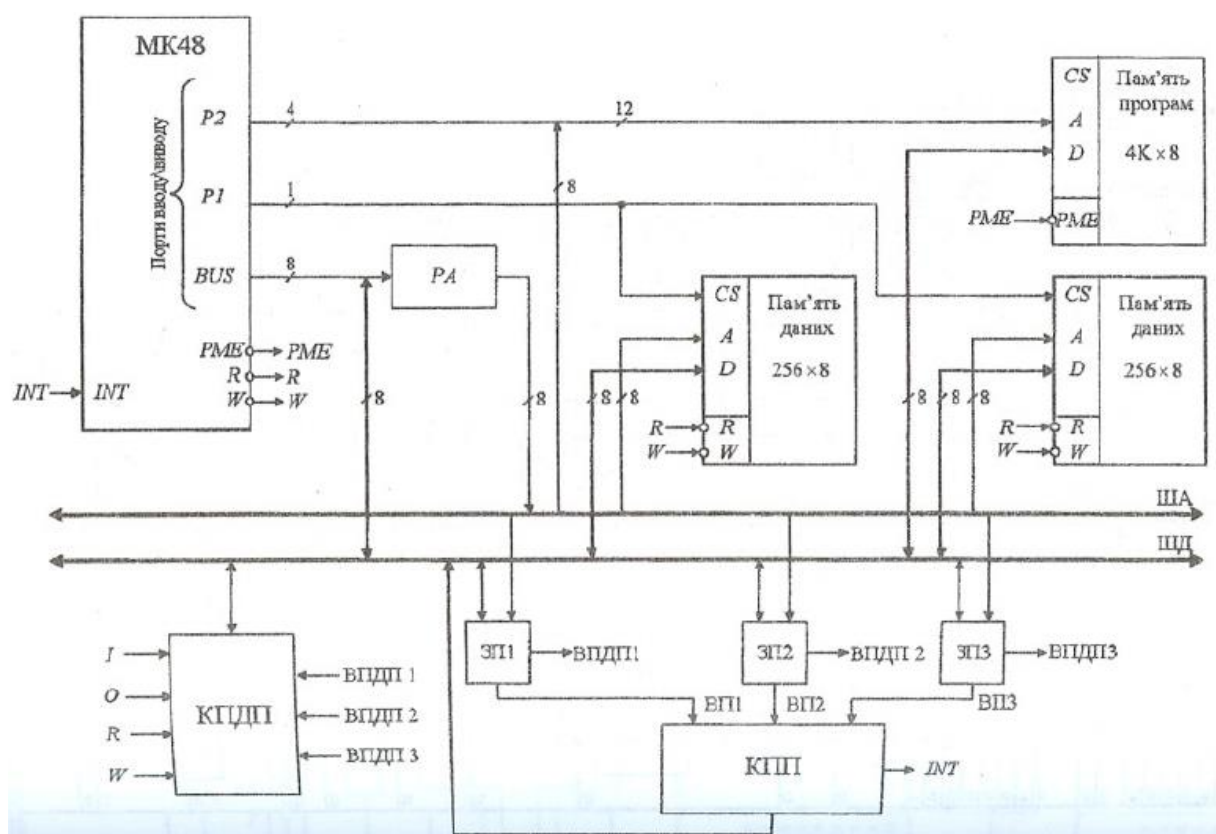 МК48
Порти вводу\виводу
P2
P1
BUS
PME
R
W
INT
INT
PME
R
W
4
12
1
8
8
PA
8
8
8
8
CS
A
D
R
W
Пам'ять
даних
256×8
R
W
CS
A
D
PME
Пам'ять
програм
4K×8
PME
CS
A
D
R
W
Пам'ять
даних
256×8
R
W
8
8
8
ША
ЩД
I
O
R
W
КПДП
ВПДП 1
ВПДП 2
ВПДП 3
ЗП1
ВПДП1
ЗП2
ВПДП 2
ЗП3
ВПДП3
ВП1
ВП2
ВП3
КПП
INT